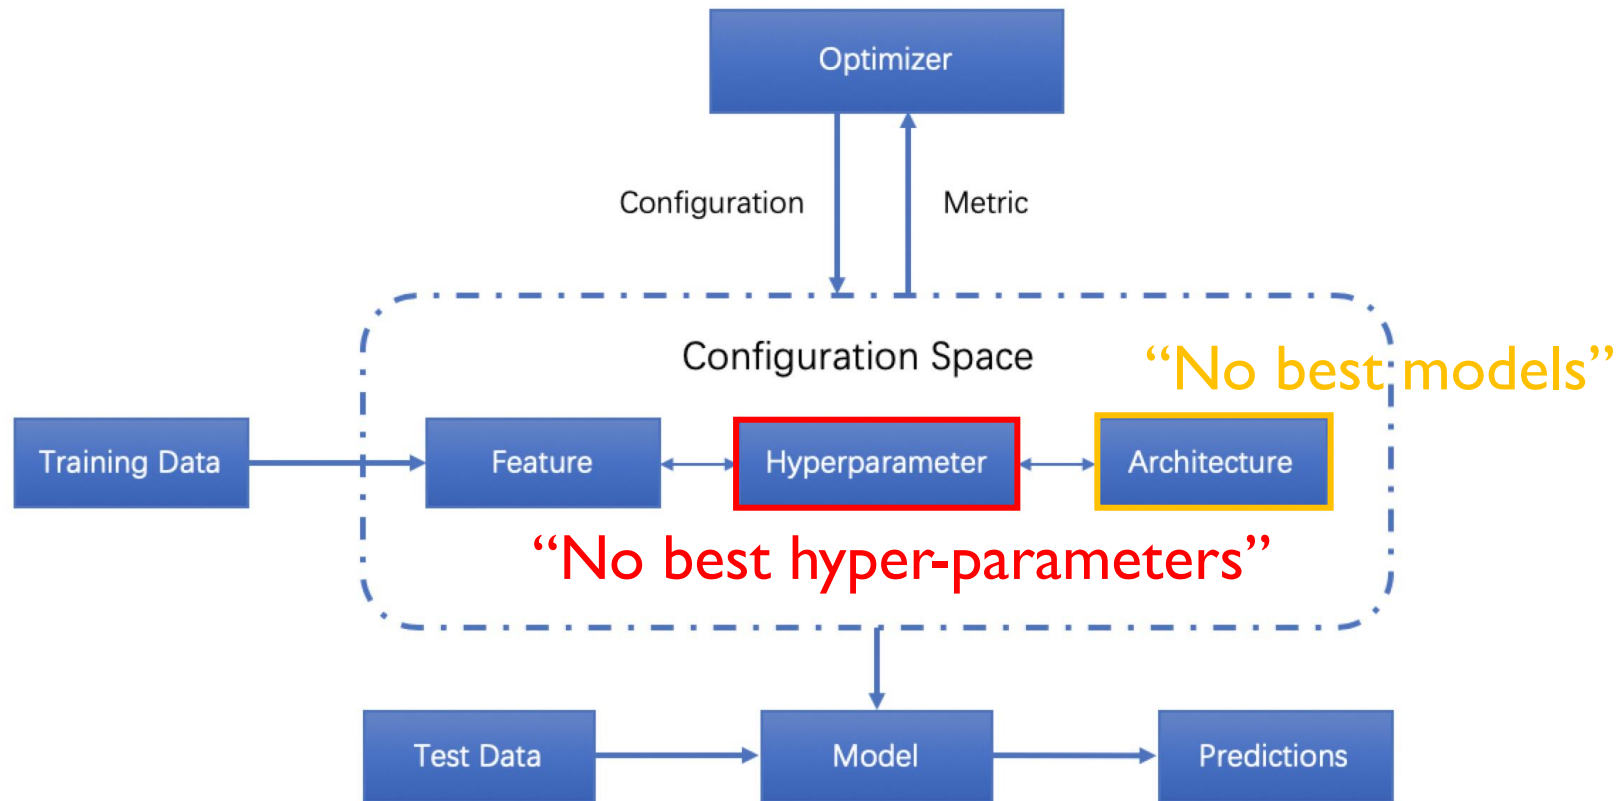 Optimizer
Configuration
Metric
Configuration Space
“No best models”
Training Data
Feature
Hyperparameter
Architecture
“No best hyper-parameters”
Test Data
Model
Predictions